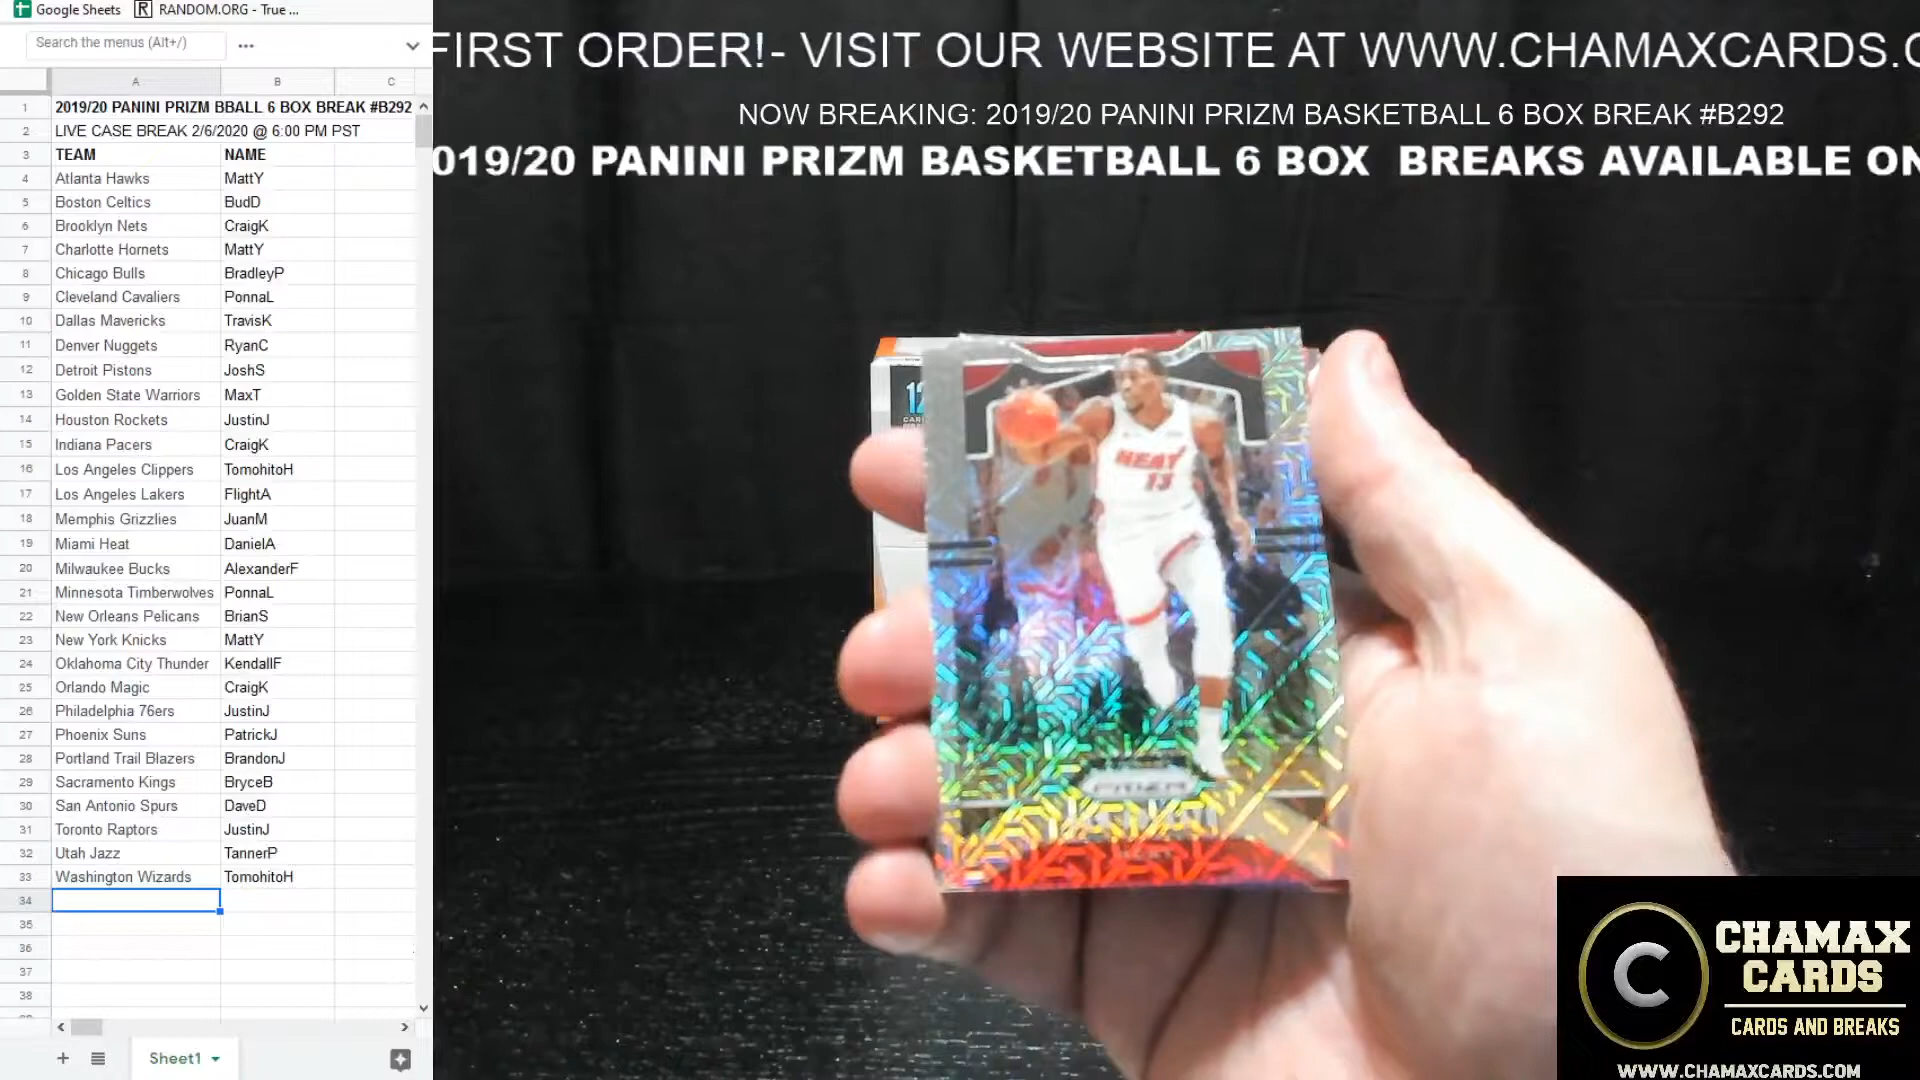 Google Sheets
RANDOM.ORG - True ...
Search the menus (Alt+/)
A B C
1 2019/20 PANINI PRIZM BBALL 6 BOX BREAK #B292
2 LIVE CASE BREAK 2/6/2020 @ 6:00 PM PST
3 TEAM NAME
4 Atlanta Hawks MattY
5 Boston Celtics BudD
6 Brooklyn Nets CraigK
7 Charlotte Hornets MattY
8 Chicago Bulls BradleyP
9 Cleveland Cavaliers PonnaL
10 Dallas Mavericks TravisK
11 Denver Nuggets RyanC
12 Detroit Pistons JoshS
13 Golden State Warriors MaxT
14 Houston Rockets JustinJ
15 Indiana Pacers CraigK
16 Los Angeles Clippers TomohitoH
17 Los Angeles Lakers FlightA
18 Memphis Grizzlies JuanM
19 Miami Heat DanielA
20 Milwaukee Bucks AlexanderF
21 Minnesota Timberwolves PonnaL
22 New Orleans Pelicans BrianS
23 New York Knicks MattY
24 Oklahoma City Thunder KendallF
25 Orlando Magic CraigK
26 Philadelphia 76ers JustinJ
27 Phoenix Suns PatrickJ
28 Portland Trail Blazers BrandonJ
29 Sacramento Kings BryceB
30 San Antonio Spurs DaveD
31 Toronto Raptors JustinJ
32 Utah Jazz TannerP
33 Washington Wizards TomohitoH
34
35
36
37
38
Sheet1
FIRST ORDER!- VISIT OUR WEBSITE AT WWW.CHAMAXCARDS.C
NOW BREAKING: 2019/20 PANINI PRIZM BASKETBALL 6 BOX BREAK #B292
019/20 PANINI PRIZM BASKETBALL 6 BOX BREAKS AVAILABLE ON
12
HEAT
13
PRIZM
C
CHAMAX
CARDS
CARDS AND BREAKS
WWW.CHAMAXCARDS.COM